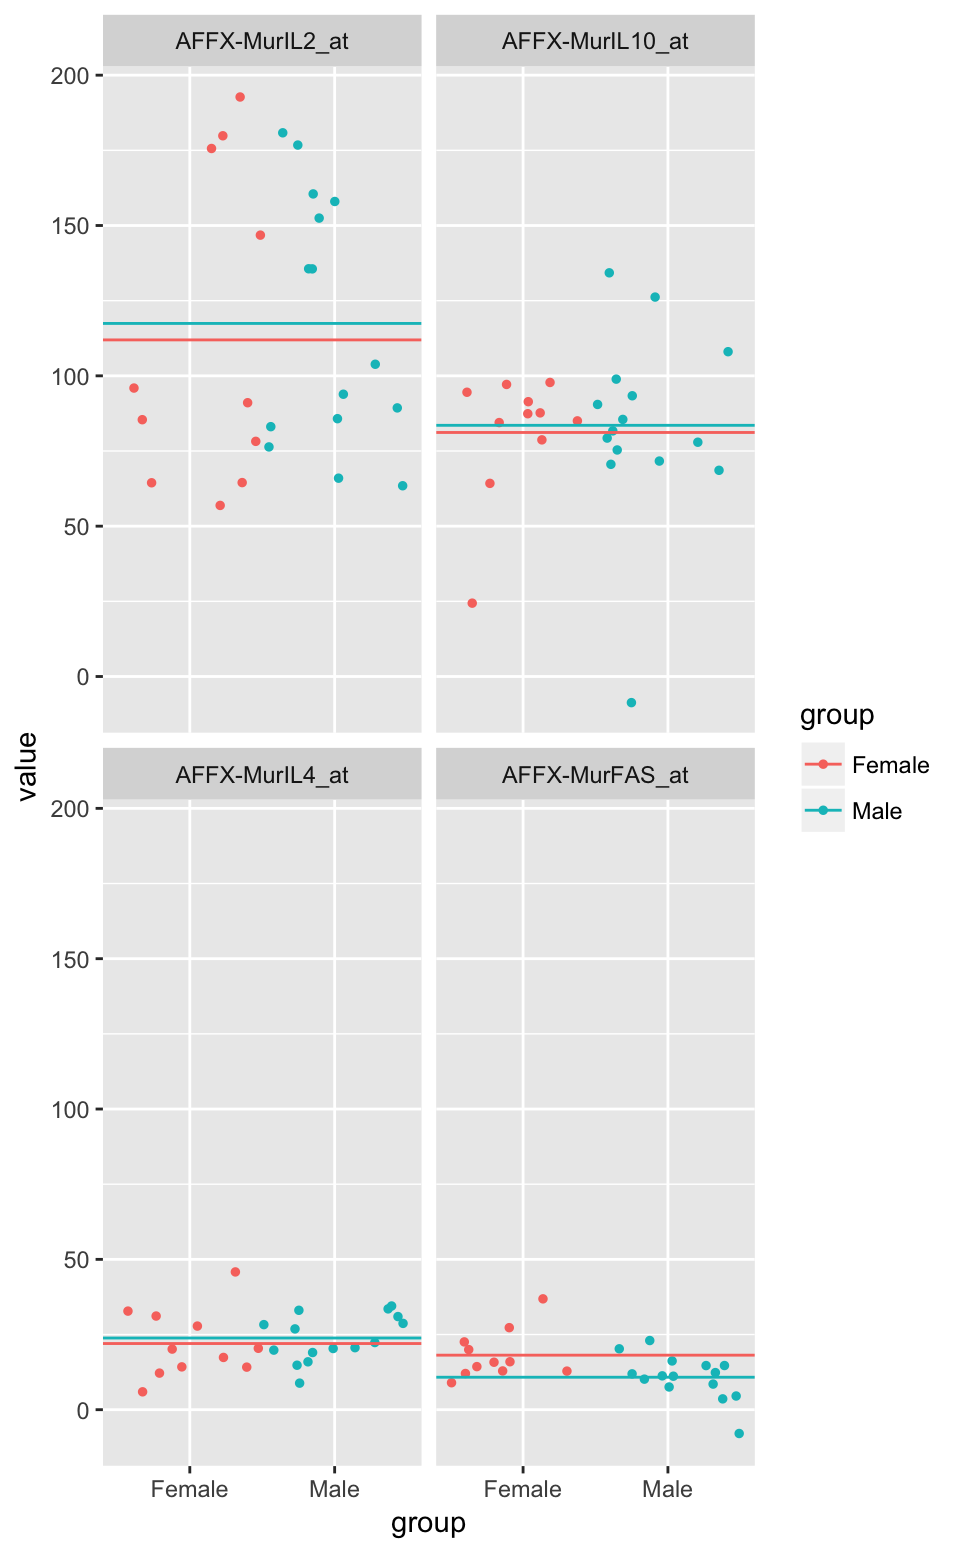 AFFX-MurIL2_at
AFFX-MurIL10_at
200
150
100
50
0
AFFX-MurIL4_at
AFFX-MurFAS_at
200
150
100
50
0
Female
Male
Female
Male
group
value
group
Female
Male